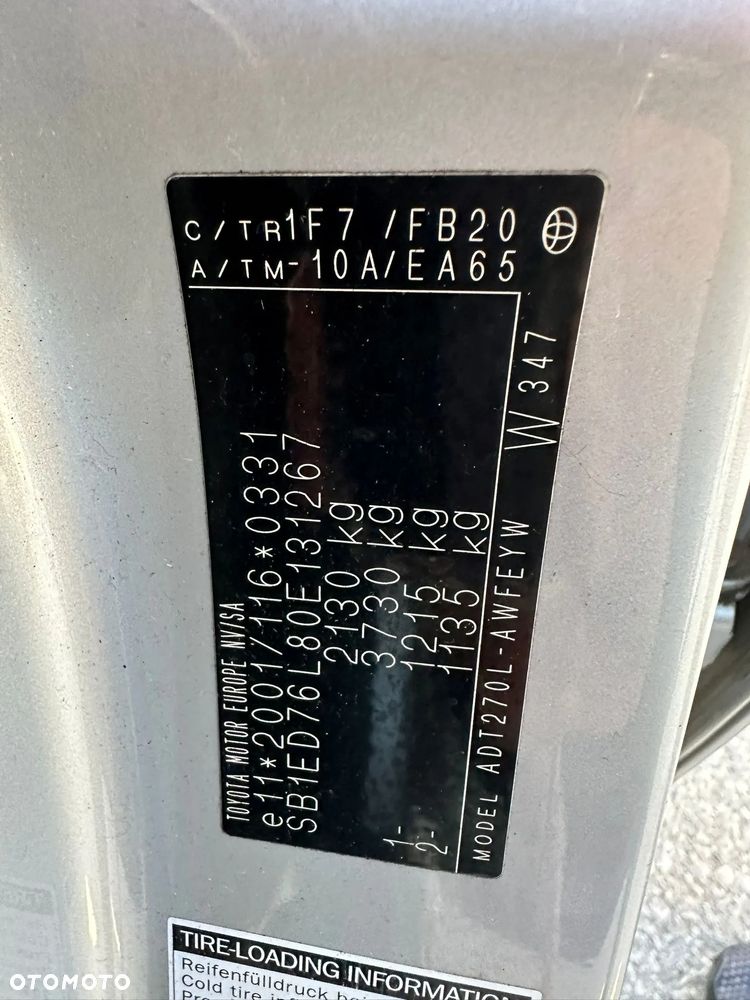 C/TR1F7 /FB20
A/TM-10A/EA65
TOYOTA MOTOR EUROPE NV/SA
e11*2001/116*0331
SB1ED76L80E131267
2130 kg
3730 kg
1- 1215 kg
2- 1135 kg
MODEL ADT270L-AWFEYW W347
TIRE-LOADING INFORMATION
Reifenfülldruck bei
Cold tire
OTOMOTO